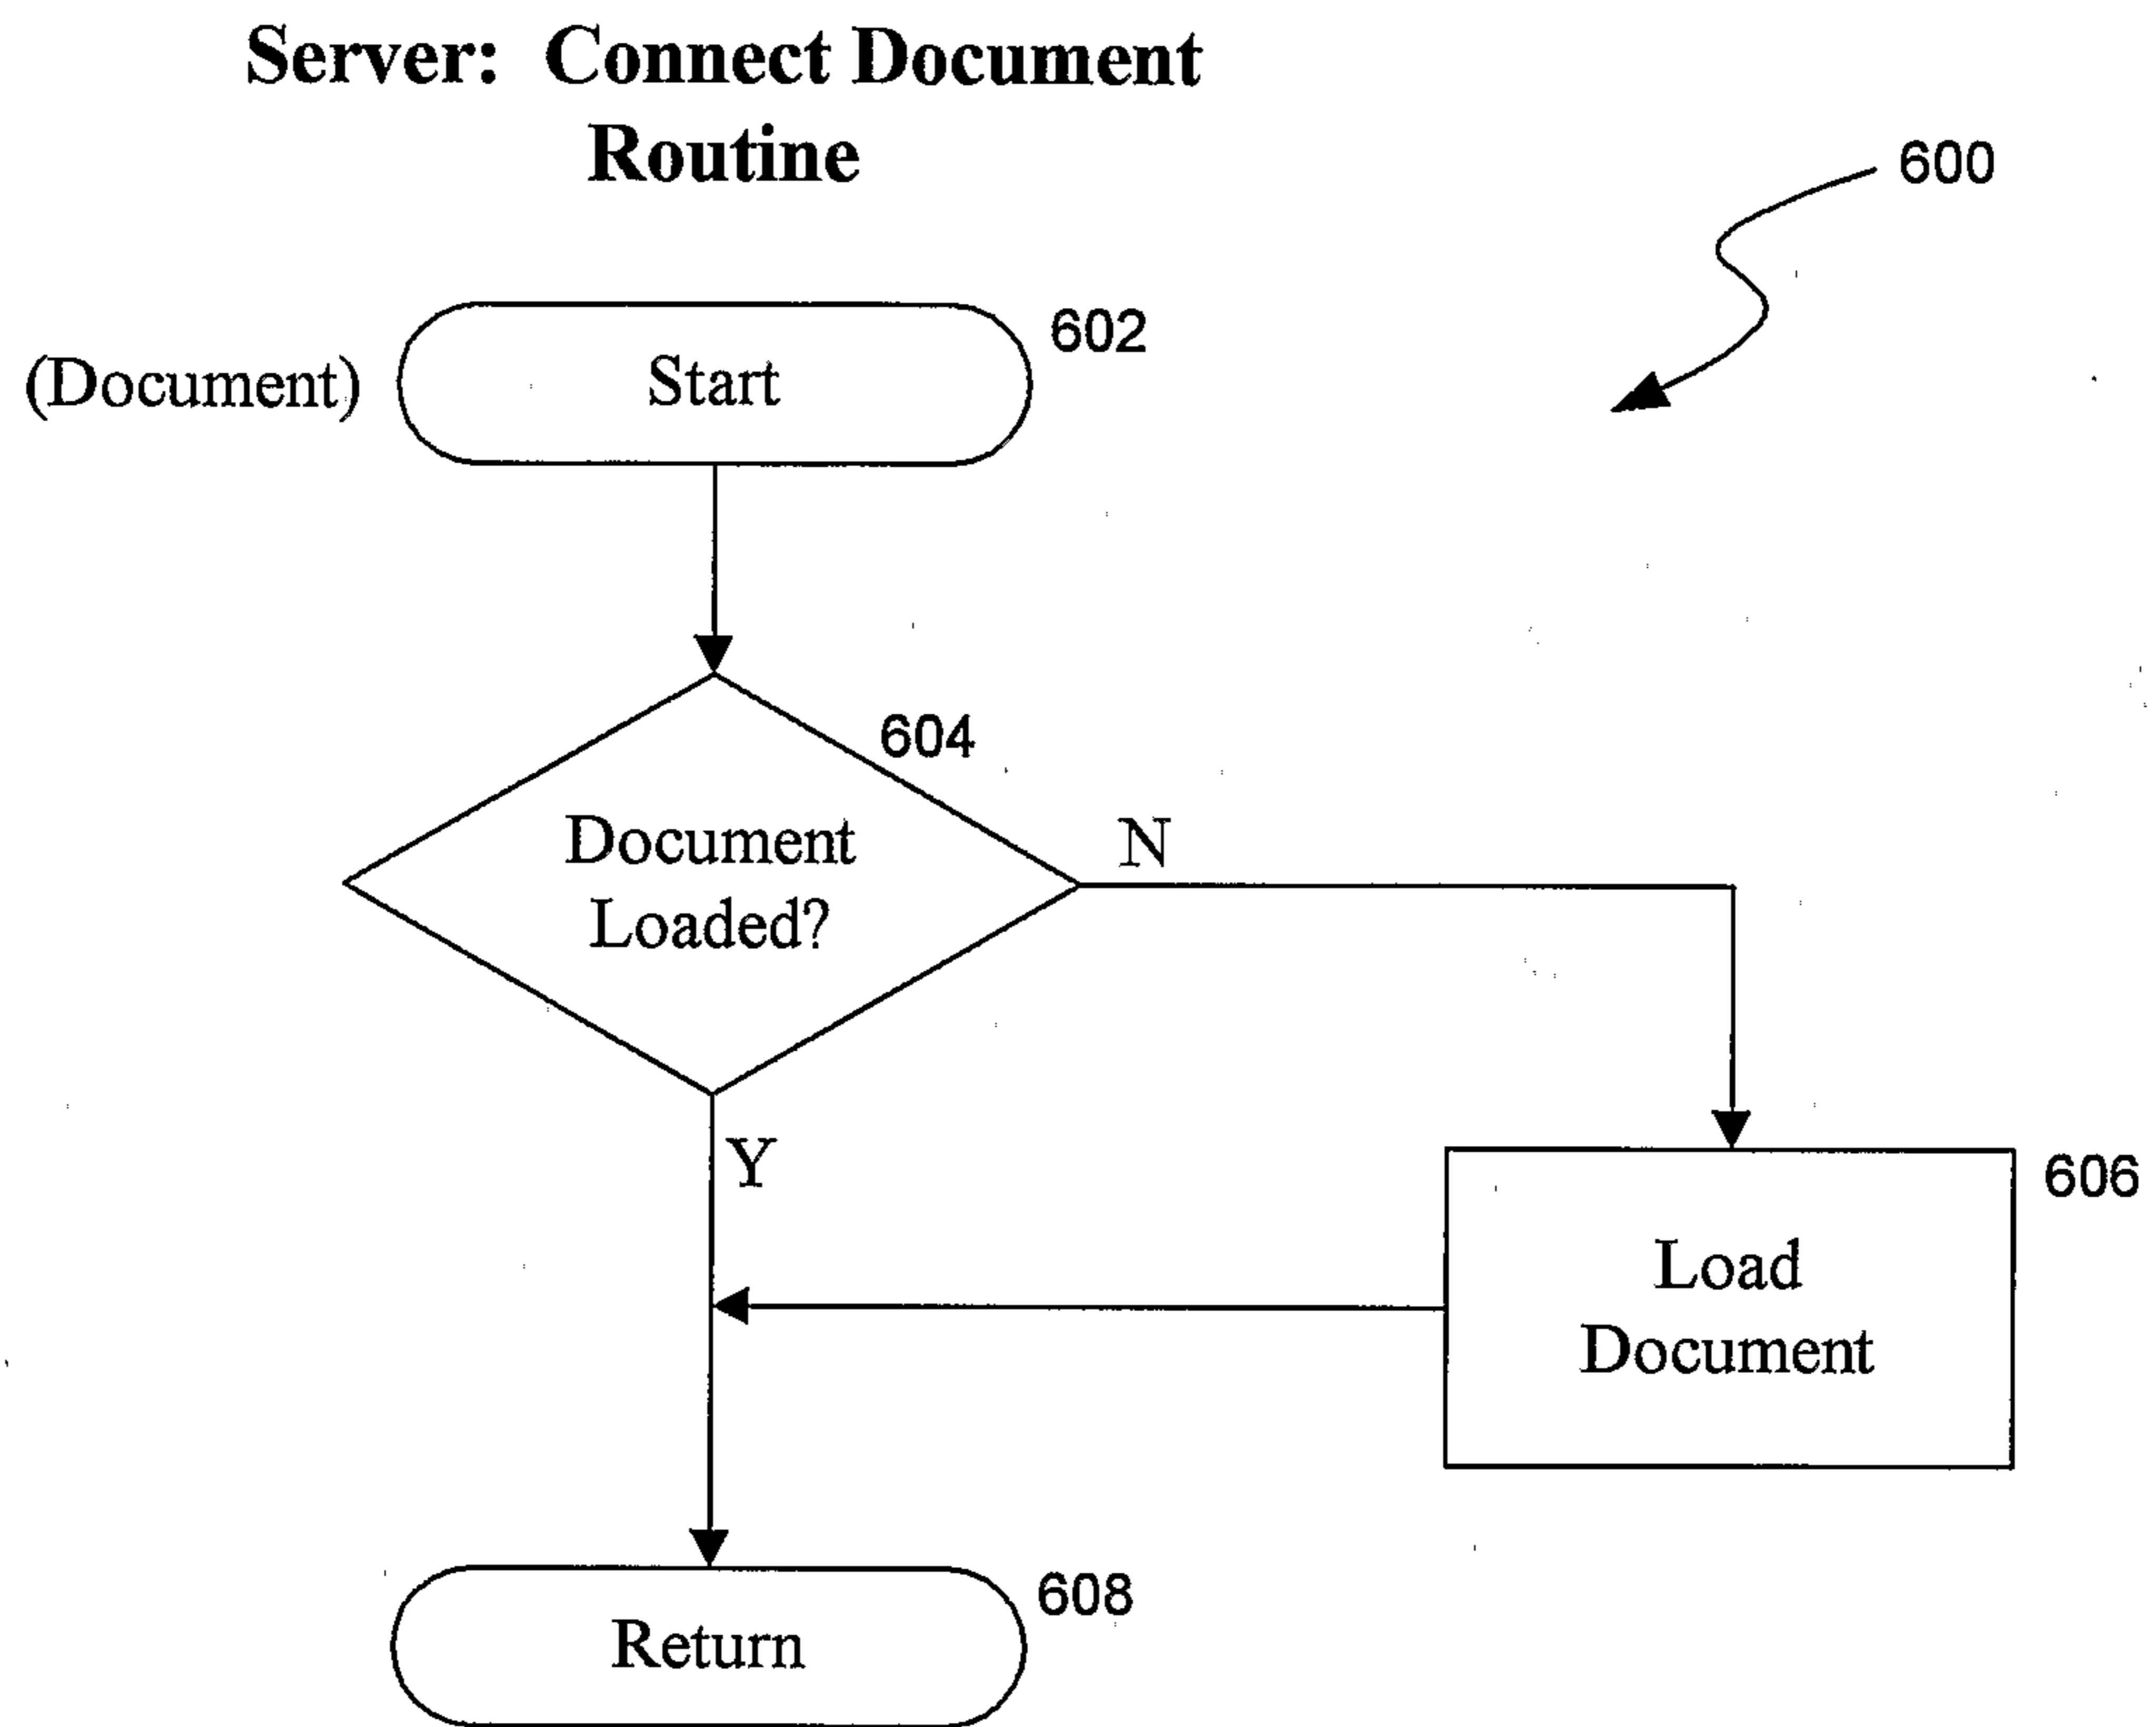 Server: Connect Document
Routine
600
602
(Document)
Start
604
Document
Loaded?
N
Y
606
Load
Document
608
Return